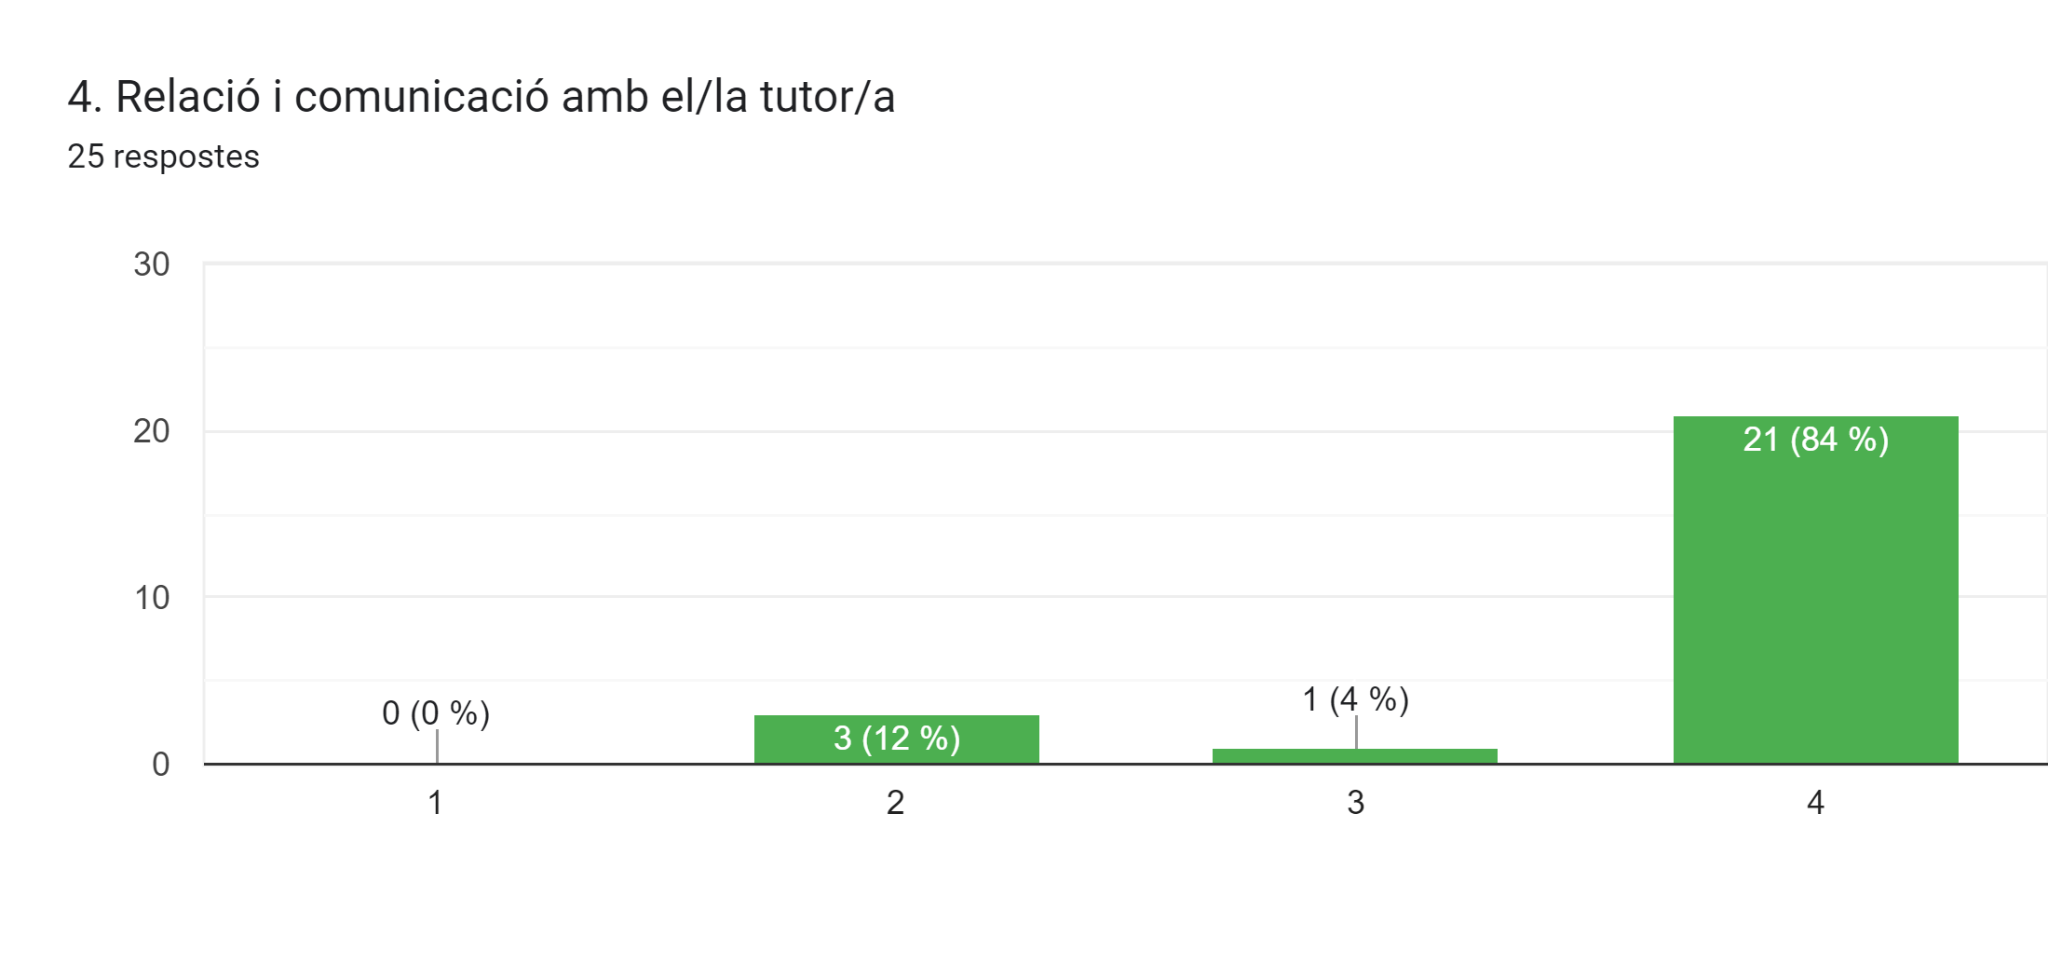 4. Relació i comunicació amb el/la tutor/a
25 respostes
30
20
10
0
0 (0 %)
3 (12 %)
1 (4 %)
21 (84 %)
1
2
3
4